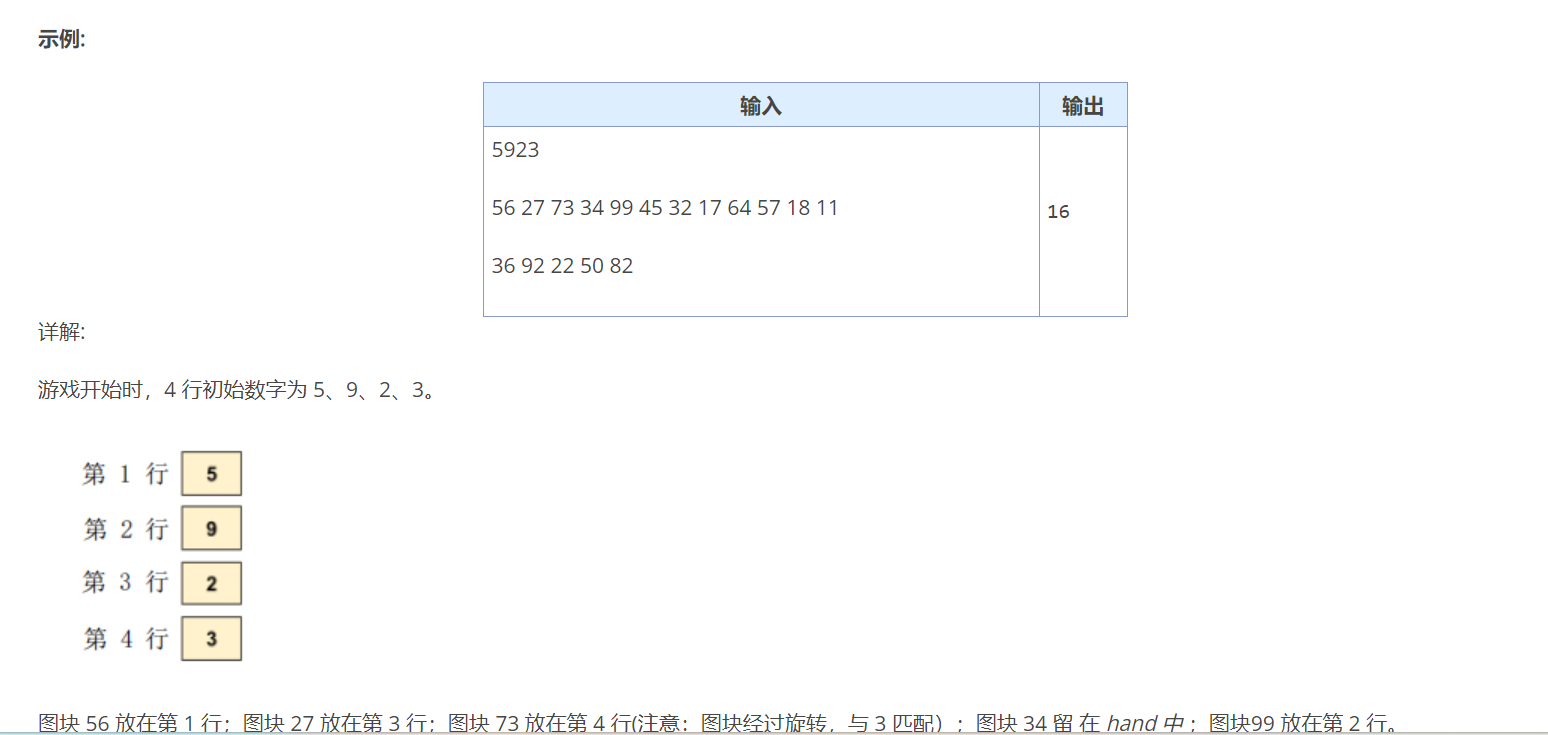 示例:
输入 输出
5923
56 27 73 34 99 45 32 17 64 57 18 11
16
36 92 22 50 82
详解:
游戏开始时，4 行初始数字为 5、9、2、3。
第 1 行 5
第 2 行 9
第 3 行 2
第 4 行 3
图块 56 放在第 1 行；图块 27 放在第 3 行；图块 73 放在第 4 行(注意：图块经过旋转，与 3 匹配）；图块 34 留 在 hand 中 ；图块99 放在第 2 行。